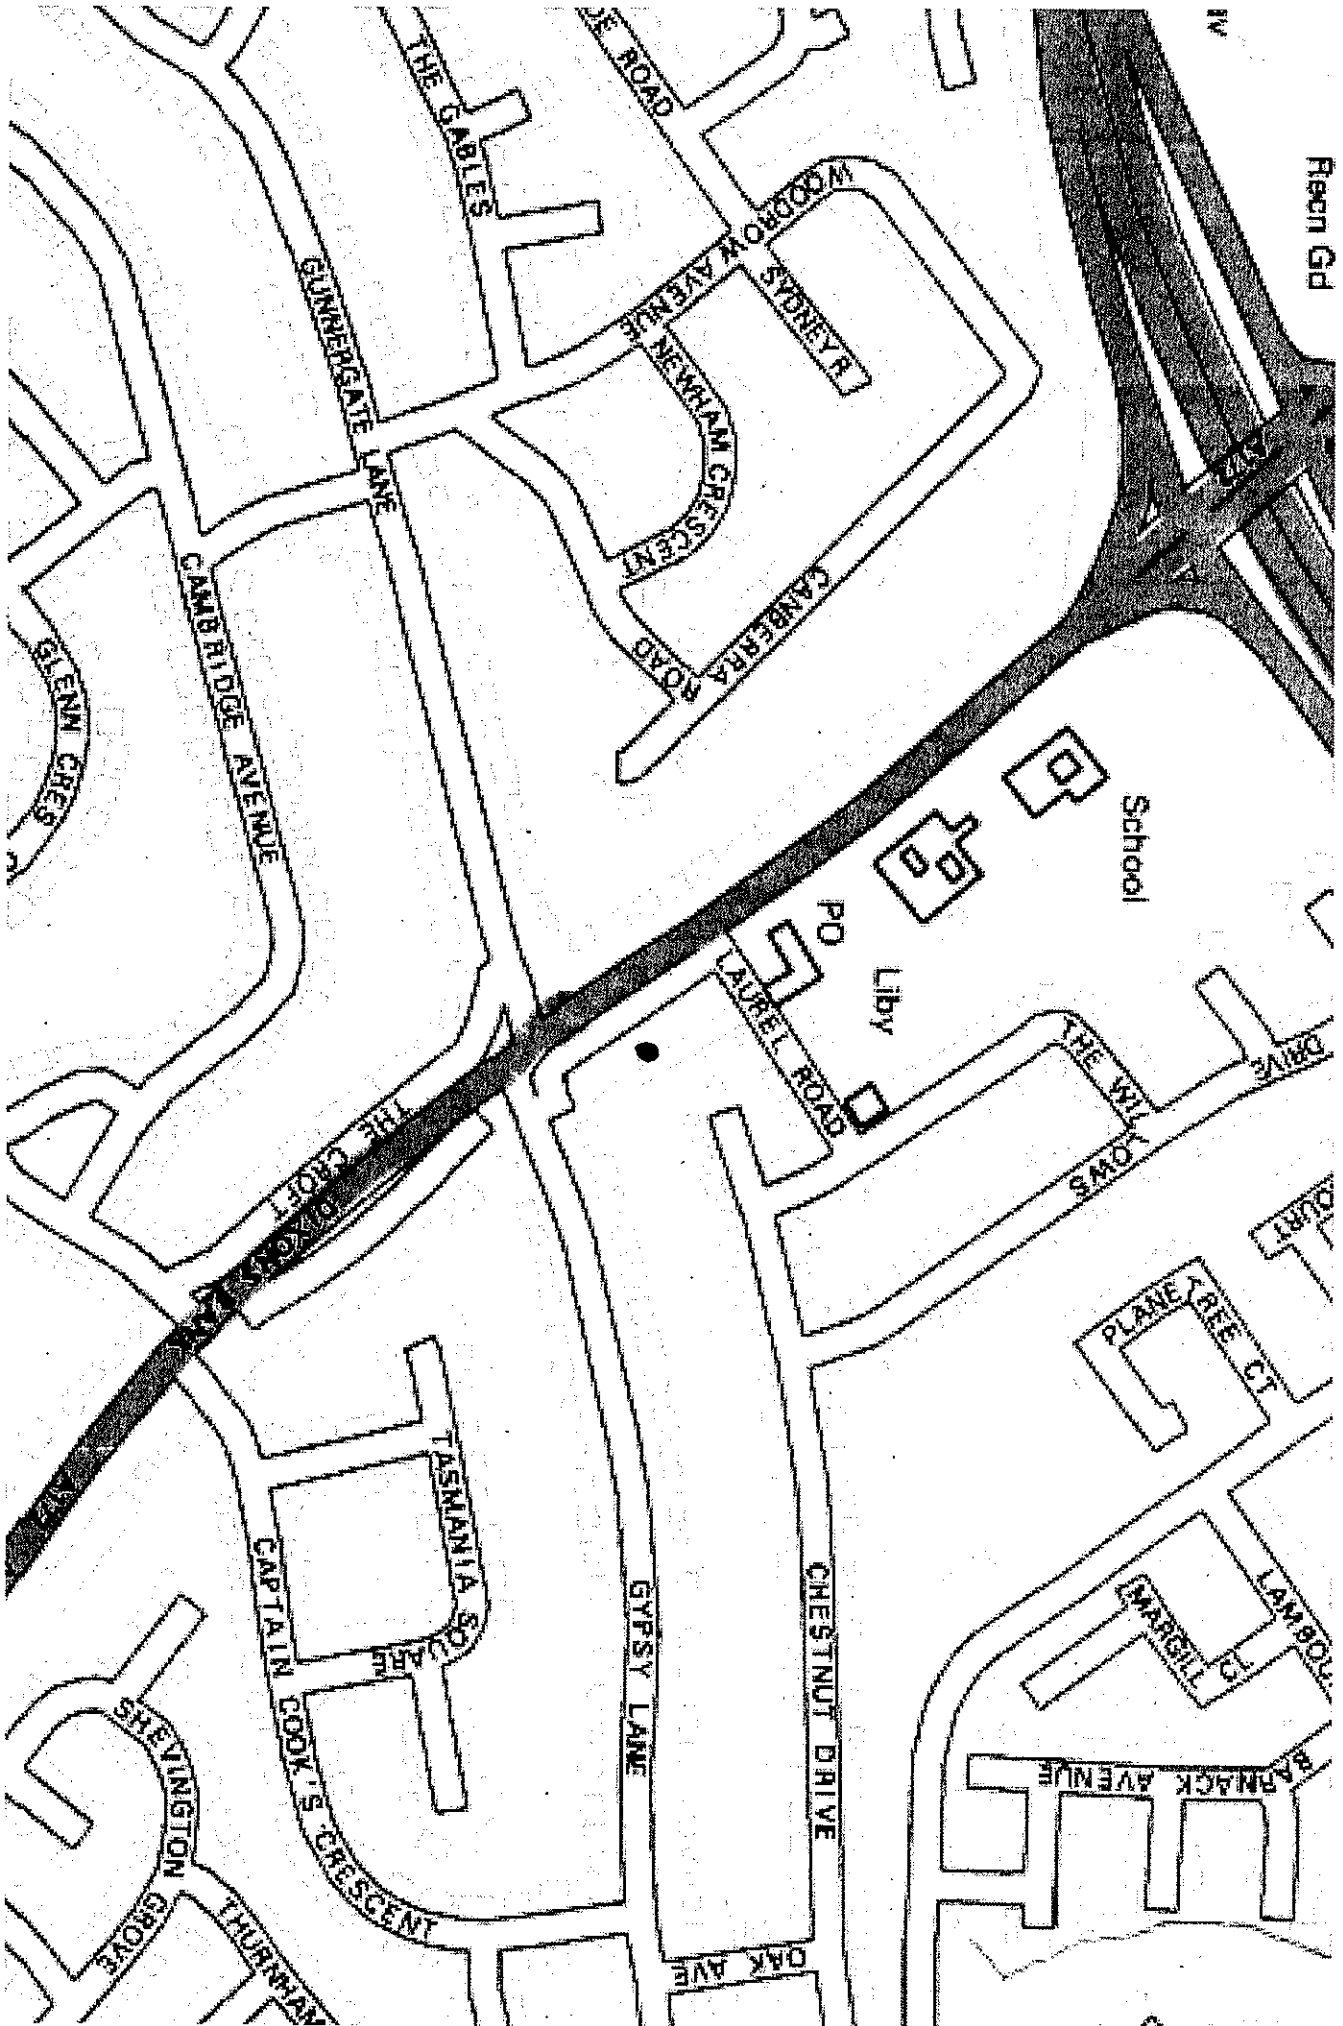 Recn Gd
School
PO
Liby
THE GABLES
ROAD
WOODROW AVENUE
SYDNEY R
NEWHAM CRESCENT
CANBERRA
ROAD
GUNNERGATE LANE
CAMBRIDGE AVENUE
GLENN CRES
LAUREL ROAD
THE WILLOWS
DRIVE
THE CROFT
PLANE TREE CT
TASMANIA SQUARE
CAPTAIN COOK'S CRESCENT
GYPSY LANE
CHESTNUT DRIVE
MARGILL CL
BARNACK AVENUE
OAK AVE
SHEVINGTON GROVE
THURNHAM